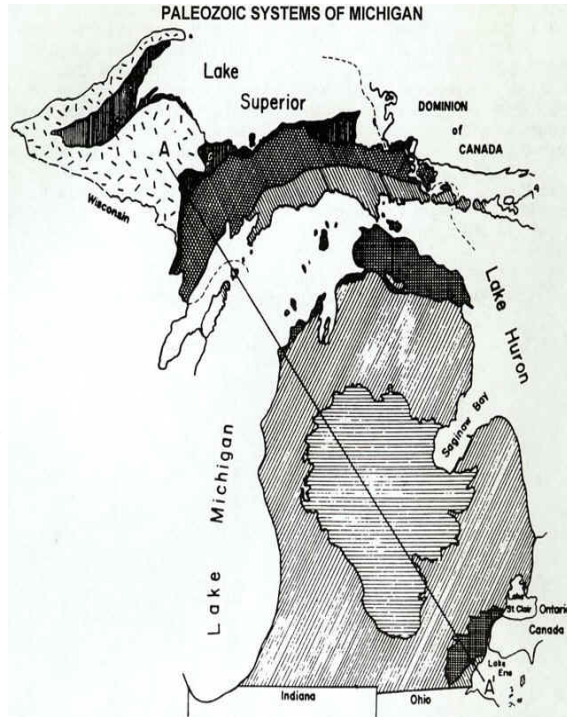 PALEOZOIC SYSTEMS OF MICHIGAN
Lake
Superior
DOMINION
of
CANADA
A
Wisconsin
Lake Huron
Saginaw Bay
Lake Michigan
Lake
St Clair
Ontario
Canada
Lake
Erie
A'
Indiana
Ohio